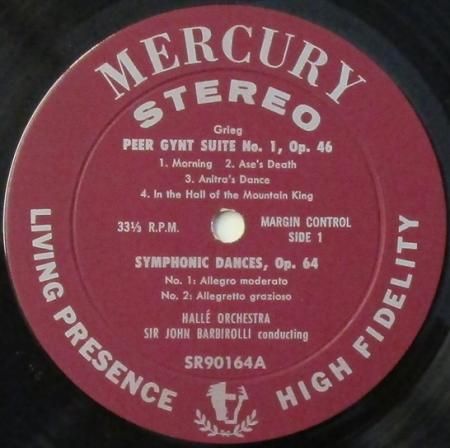 MERCURY
STEREO
Grieg
PEER GYNT SUITE No. 1, Op. 46
1. Morning 2. Ase's Death
3. Anitra's Dance
4. In the Hall of the Mountain King
33⅓ R.P.M.
MARGIN CONTROL
SIDE 1
SYMPHONIC DANCES, Op. 64
No. 1: Allegro moderato
No. 2: Allegretto grazioso
HALLÉ ORCHESTRA
SIR JOHN BARBIROLLI conducting
SR90164A
LIVING PRESENCE
HIGH FIDELITY